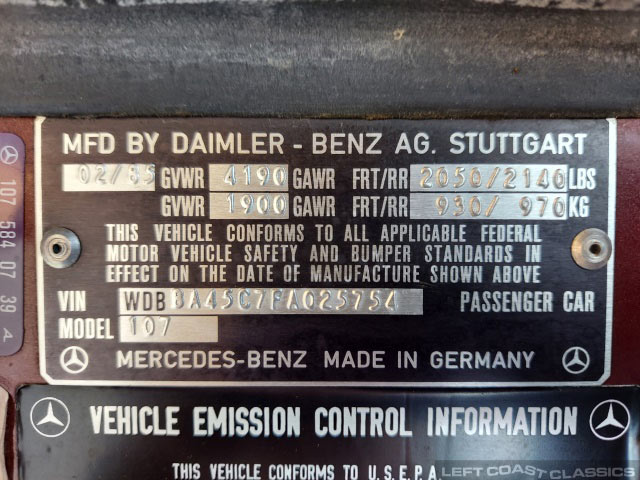 MFD BY DAIMLER - BENZ AG. STUTTGART
02/85 GVWR 4190 GAWR FRT/RR 2050/2140 LBS
GVWR 1900 GAWR FRT/RR 930/ 970 KG
THIS VEHICLE CONFORMS TO ALL APPLICABLE FEDERAL
MOTOR VEHICLE SAFETY AND BUMPER STANDARDS IN
EFFECT ON THE DATE OF MANUFACTURE SHOWN ABOVE
VIN WDBBA45C7FA025754 PASSENGER CAR
MODEL 107
MERCEDES-BENZ MADE IN GERMANY
107 584 07 39 A
VEHICLE EMISSION CONTROL INFORMATION
THIS VEHICLE CONFORMS TO U.S.E.P.A.
LEFT COAST CLASSICS